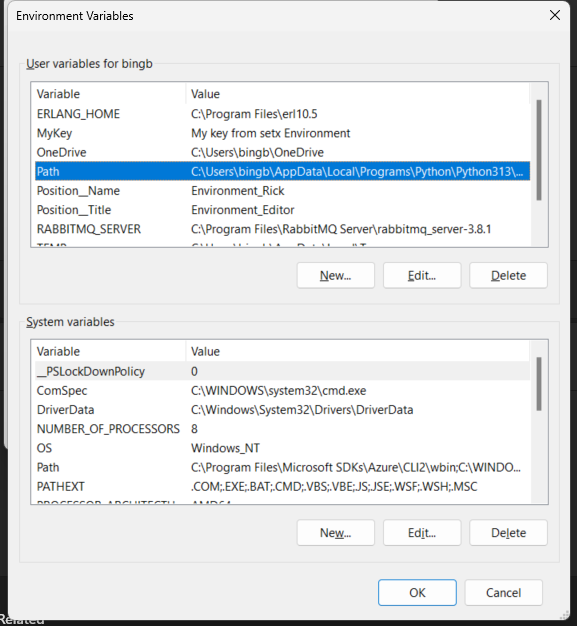 Environment Variables
User variables for bingb
Variable Value
ERLANG_HOME C:\Program Files\erl10.5
MyKey My key from setx Environment
OneDrive C:\Users\bingb\OneDrive
Path C:\Users\bingb\AppData\Local\Programs\Python\Python313\...
Position__Name Environment_Rick
Position__Title Environment_Editor
RABBITMQ_SERVER C:\Program Files\RabbitMQ Server\rabbitmq_server-3.8.1
New... Edit... Delete
System variables
Variable Value
__PSLockDownPolicy 0
ComSpec C:\WINDOWS\system32\cmd.exe
DriverData C:\Windows\System32\Drivers\DriverData
NUMBER_OF_PROCESSORS 8
OS Windows_NT
Path C:\Program Files\Microsoft SDKs\Azure\CLI2\wbin;C:\WINDO...
PATHEXT .COM;.EXE;.BAT;.CMD;.VBS;.VBE;.JS;.JSE;.WSF;.WSH;.MSC
New... Edit... Delete
OK Cancel
Related